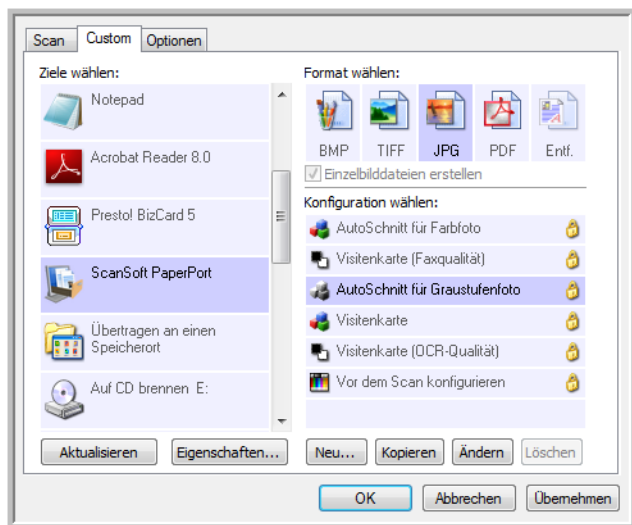 Scan
Custom
Optionen
Ziele wählen:
Notepad
Acrobat Reader 8.0
Presto! BizCard 5
ScanSoft PaperPort
Übertragen an einen
Speicherort
Auf CD brennen E:
Aktualisieren
Eigenschaften...
Format wählen:
BMP
TIFF
JPG
PDF
Entf.
Einzelbilddateien erstellen
Konfiguration wählen:
AutoSchnitt für Farbfoto
Visitenkarte (Faxqualität)
AutoSchnitt für Graustufenfoto
Visitenkarte
Visitenkarte (OCR-Qualität)
Vor dem Scan konfigurieren
Neu...
Kopieren
Ändern
Löschen
OK
Abbrechen
Übernehmen